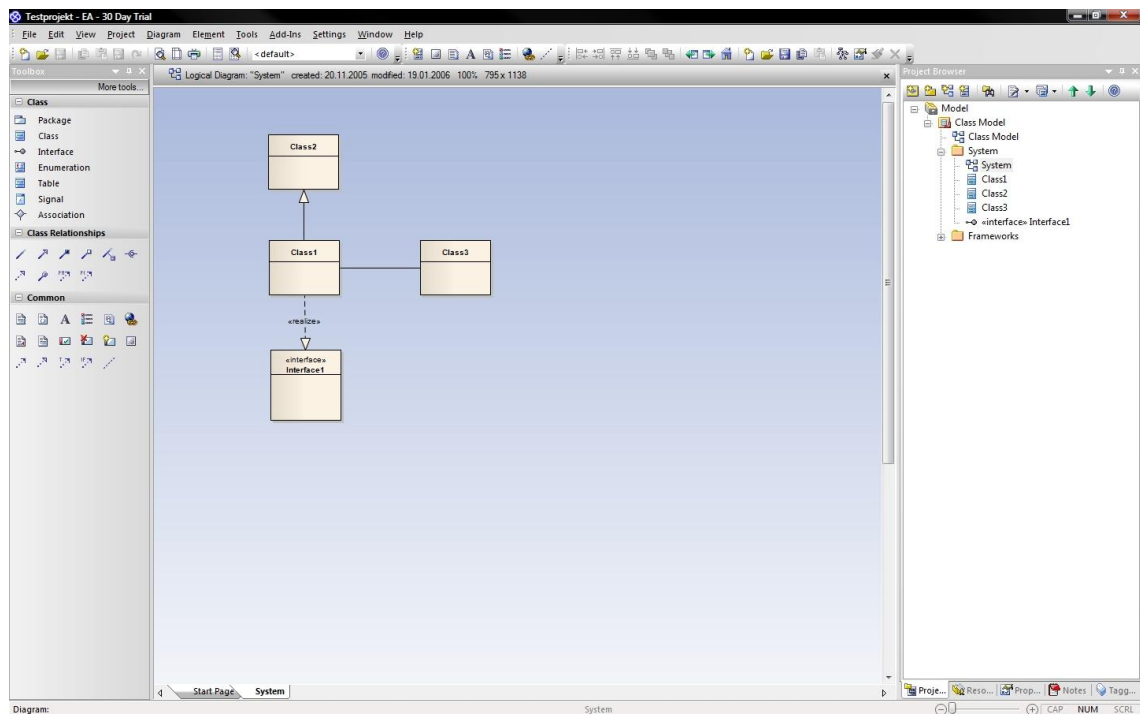 Testprojekt - EA - 30 Day Trial
File Edit View Project Diagram Element Tools Add-Ins Settings Window Help
<default>
Toolbox
More tools...
Class
Package
Class
Interface
Enumeration
Table
Signal
Association
Class Relationships
Common
Logical Diagram: "System" created: 20.11.2005 modified: 19.01.2006 100% 795 x 1138
Class2
Class1
Class3
«realize»
«interface»
Interface1
Start Page
System
Project Browser
Model
Class Model
Class Model
System
System
Class1
Class2
Class3
«interface» Interface1
Frameworks
Proje... Reso... Prop... Notes Tagg...
Diagram: System CAP NUM SCRL